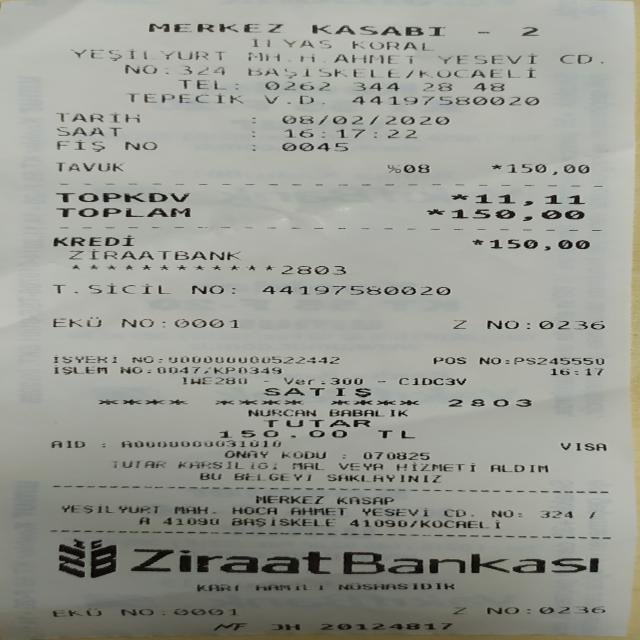 MERKEZ KASABI - 2
İLYAS KORAL
YEŞİLYURT MH.H.AHMET YESEVİ CD.
NO:324 BAŞİSKELE/KOCAELİ
TEL: 0262 344 28 48
TEPECİK V.D. 44197580020
TARİH : 08/02/2020
SAAT : 16:17:22
FİŞ NO : 0045
TAVUK %08 *150,00
TOPKDV *11,11
TOPLAM *150,00
KREDİ *150,00
ZİRAATBANK
************2803
T.SİCİL NO: 44197580020
EKÜ NO:0001 Z NO:0236
İŞYERİ NO:000000000522442 POS NO:PS245550
İŞLEM NO:0047/KP0349 16:17
IWE280 - Ver.300 - C1DC3V
SATIŞ
**** **** **** 2803
NURCAN BABALIK
TUTAR
150.00 TL
AID : A0000000031010 VISA
ONAY KODU : 070825
TUTAR KARŞILIĞI MAL VEYA HİZMETİ ALDIM
BU BELGEYİ SAKLAYINIZ
MERKEZ KASAP
YEŞİLYURT MAH. HOCA AHMET YESEVİ CD. NO: 324 /
A 41090 BAŞİSKELE 41090/KOCAELİ
Ziraat Bankası
KART HAMİLİ NÜSHASIDIR
EKÜ NO:0001 Z NO:0236
MF JH 20124817